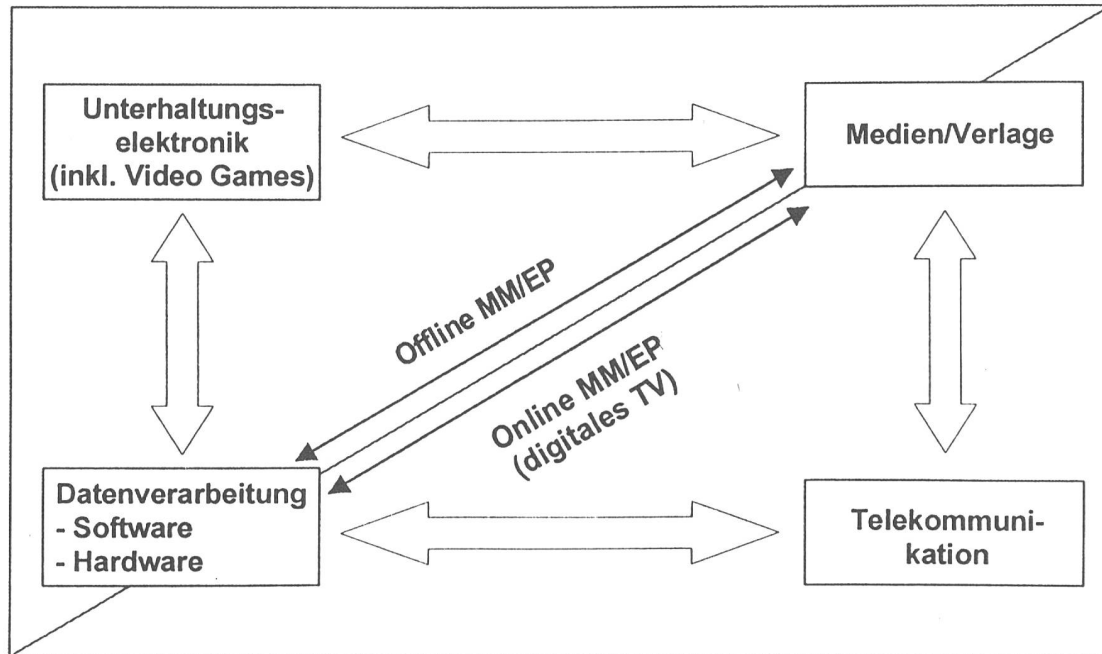 Unterhaltungs-
elektronik
(inkl. Video Games)
Medien/Verlage
Offline MM/EP
Online MM/EP
(digitales TV)
Datenverarbeitung
- Software
- Hardware
Telekommuni-
kation